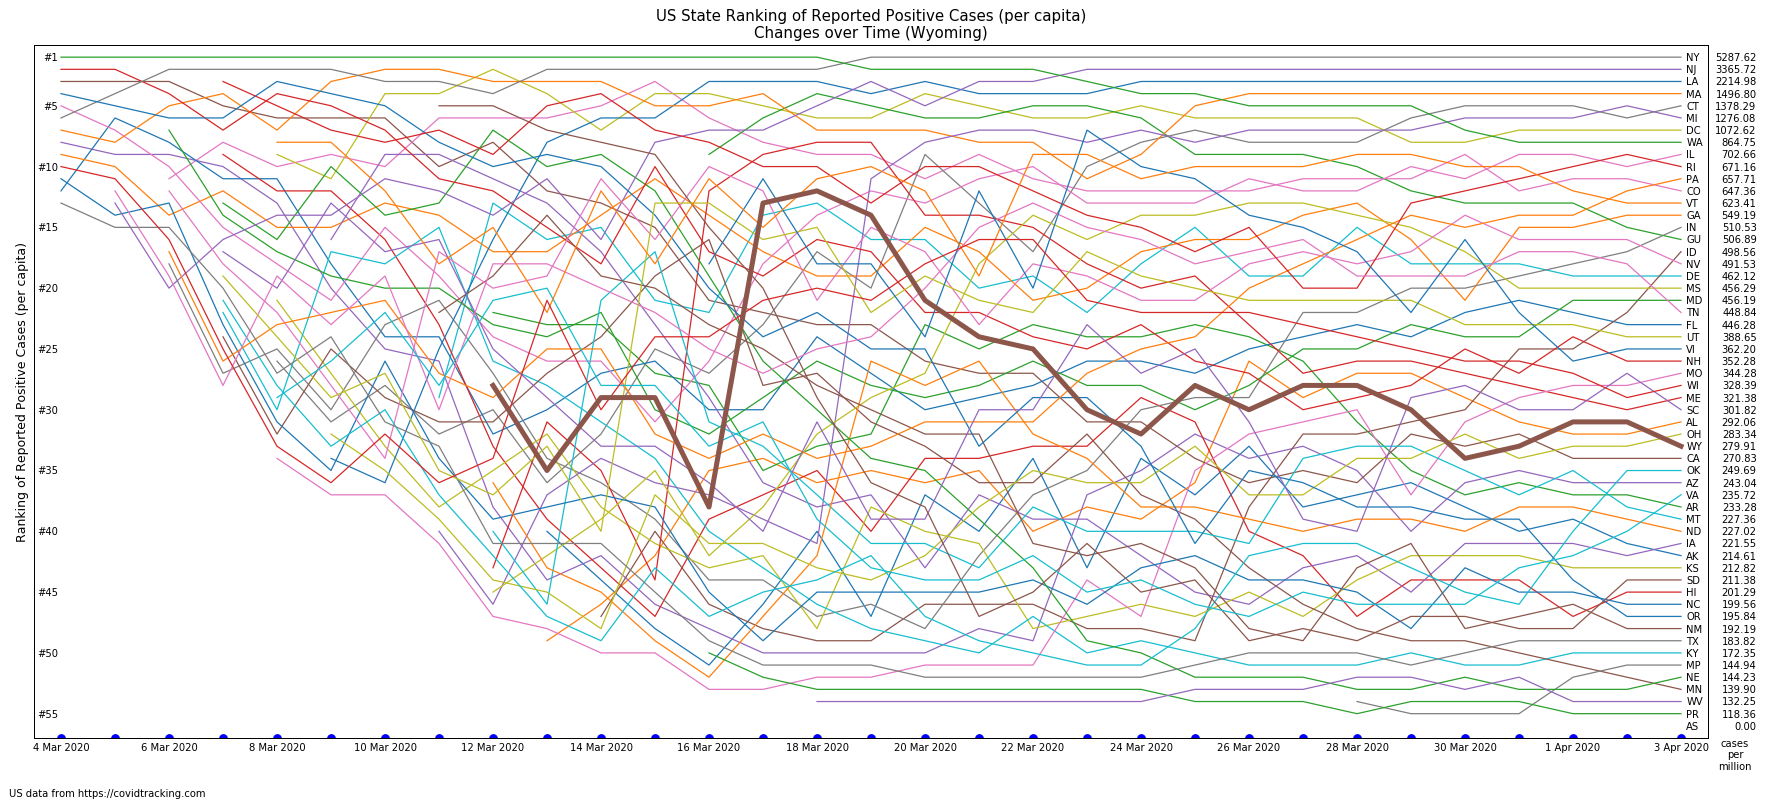 US State Ranking of Reported Positive Cases (per capita)
Changes over Time (Wyoming)
Ranking of Reported Positive Cases (per capita)
#1
#5
#10
#15
#20
#25
#30
#35
#40
#45
#50
#55
NY 5287.62
NJ 3365.72
LA 2214.98
MA 1496.80
CT 1378.29
MI 1276.08
DC 1072.62
WA 864.75
IL 702.66
RI 671.16
PA 657.71
CO 647.36
VT 623.41
GA 549.19
IN 510.53
GU 506.89
ID 498.56
NV 491.53
DE 462.12
MS 456.29
MD 456.19
TN 448.84
FL 446.28
UT 388.65
VI 362.20
NH 352.28
MO 344.28
WI 328.39
ME 321.38
SC 301.82
AL 292.06
OH 283.34
WY 279.91
CA 270.83
OK 249.69
AZ 243.04
VA 235.72
AR 233.28
MT 227.36
ND 227.02
IA 221.55
AK 214.61
KS 212.82
SD 211.38
HI 201.29
NC 199.56
OR 195.84
NM 192.19
TX 183.82
KY 172.35
MP 144.94
NE 144.23
MN 139.90
WV 132.25
PR 118.36
AS 0.00
4 Mar 2020 6 Mar 2020 8 Mar 2020 10 Mar 2020 12 Mar 2020 14 Mar 2020 16 Mar 2020 18 Mar 2020 20 Mar 2020 22 Mar 2020 24 Mar 2020 26 Mar 2020 28 Mar 2020 30 Mar 2020 1 Apr 2020 3 Apr 2020
cases
per
million
US data from https://covidtracking.com